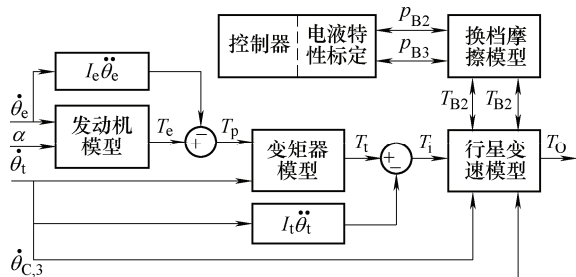 控制器
电液特
性标定
p_B2
p_B3
换档摩
擦模型
T_B2
T_B2
I_e θ̈_e
θ̇_e
α
θ̇_t
发动机
模型
T_e
−
+
T_p
变矩器
模型
T_t
+
−
T_i
行星变
速模型
T_O
I_t θ̈_t
θ̇_C,3